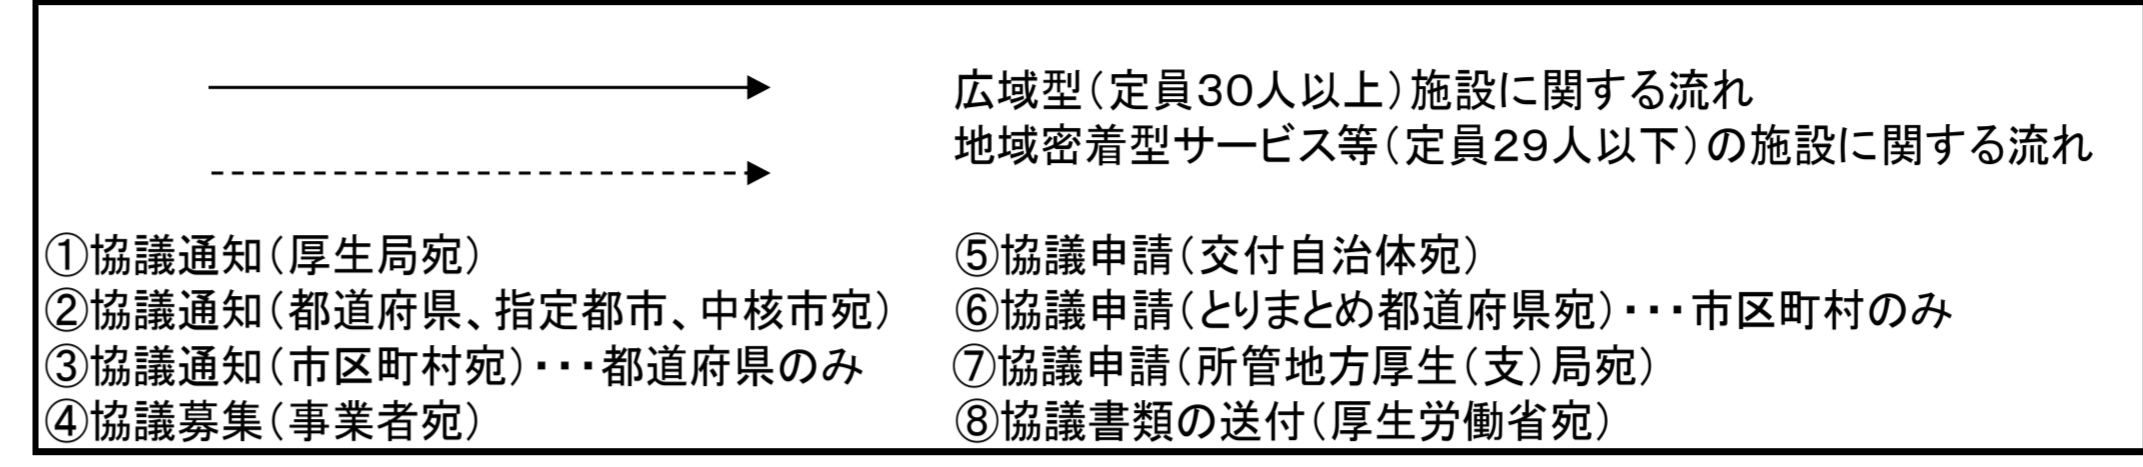 広域型（定員30人以上）施設に関する流れ
地域密着型サービス等（定員29人以下）の施設に関する流れ
①協議通知（厚生局宛）
②協議通知（都道府県、指定都市、中核市宛）
③協議通知（市区町村宛）・・・都道府県のみ
④協議募集（事業者宛）
⑤協議申請（交付自治体宛）
⑥協議申請（とりまとめ都道府県宛）・・・市区町村のみ
⑦協議申請（所管地方厚生（支）局宛）
⑧協議書類の送付（厚生労働省宛）